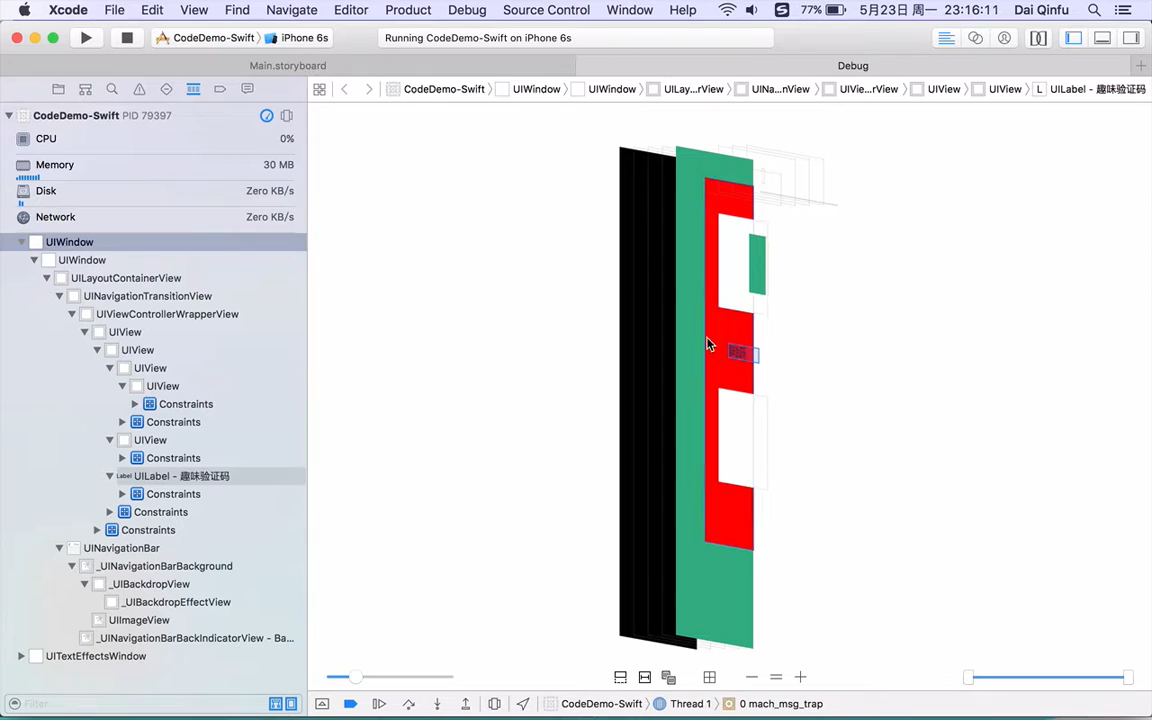 Xcode File Edit View Find Navigate Editor Product Debug Source Control Window Help 77% 5月23日 周一 23:16:11 Dai Qinfu
CodeDemo-Swift iPhone 6s Running CodeDemo-Swift on iPhone 6s
Main.storyboard Debug
CodeDemo-Swift UIWindow UIWindow UILay...rView UINa...nView UIVie...rView UIView UIView L UILabel - 趣味验证码
CodeDemo-Swift PID 79397
CPU 0%
Memory 30 MB
Disk Zero KB/s
Network Zero KB/s
UIWindow
UIWindow
UILayoutContainerView
UINavigationTransitionView
UIViewControllerWrapperView
UIView
UIView
UIView
UIView
Constraints
Constraints
UIView
Constraints
Label UILabel - 趣味验证码
Constraints
Constraints
Constraints
UINavigationBar
_UINavigationBarBackground
_UIBackdropView
_UIBackdropEffectView
UIImageView
_UINavigationBarBackIndicatorView - Ba...
UITextEffectsWindow
Filter
CodeDemo-Swift Thread 1 0 mach_msg_trap